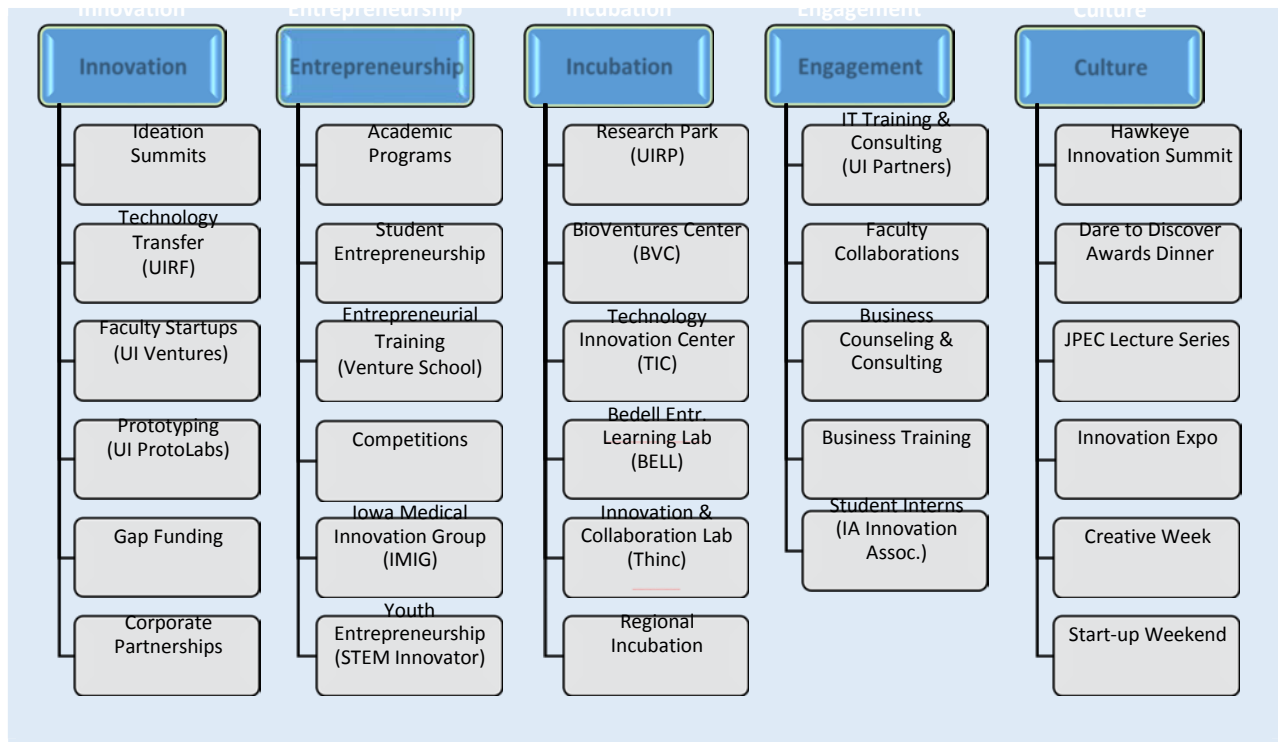 Innovation
Entrepreneurship
Incubation
Engagement
Culture
Innovation
Ideation
Summits
Technology
Transfer
(UIRF)
Faculty Startups
(UI Ventures)
Prototyping
(UI ProtoLabs)
Gap Funding
Corporate
Partnerships
Entrepreneurship
Academic
Programs
Student
Entrepreneurship
Entrepreneurial
Training
(Venture School)
Competitions
Iowa Medical
Innovation Group
(IMIG)
Youth
Entrepreneurship
(STEM Innovator)
Incubation
Research Park
(UIRP)
BioVentures Center
(BVC)
Technology
Innovation Center
(TIC)
Bedell Entr.
Learning Lab
(BELL)
Innovation &
Collaboration Lab
(Thinc)
Regional
Incubation
Engagement
IT Training &
Consulting
(UI Partners)
Faculty
Collaborations
Business
Counseling &
Consulting
Business Training
Student Interns
(IA Innovation
Assoc.)
Culture
Hawkeye
Innovation Summit
Dare to Discover
Awards Dinner
JPEC Lecture Series
Innovation Expo
Creative Week
Start-up Weekend